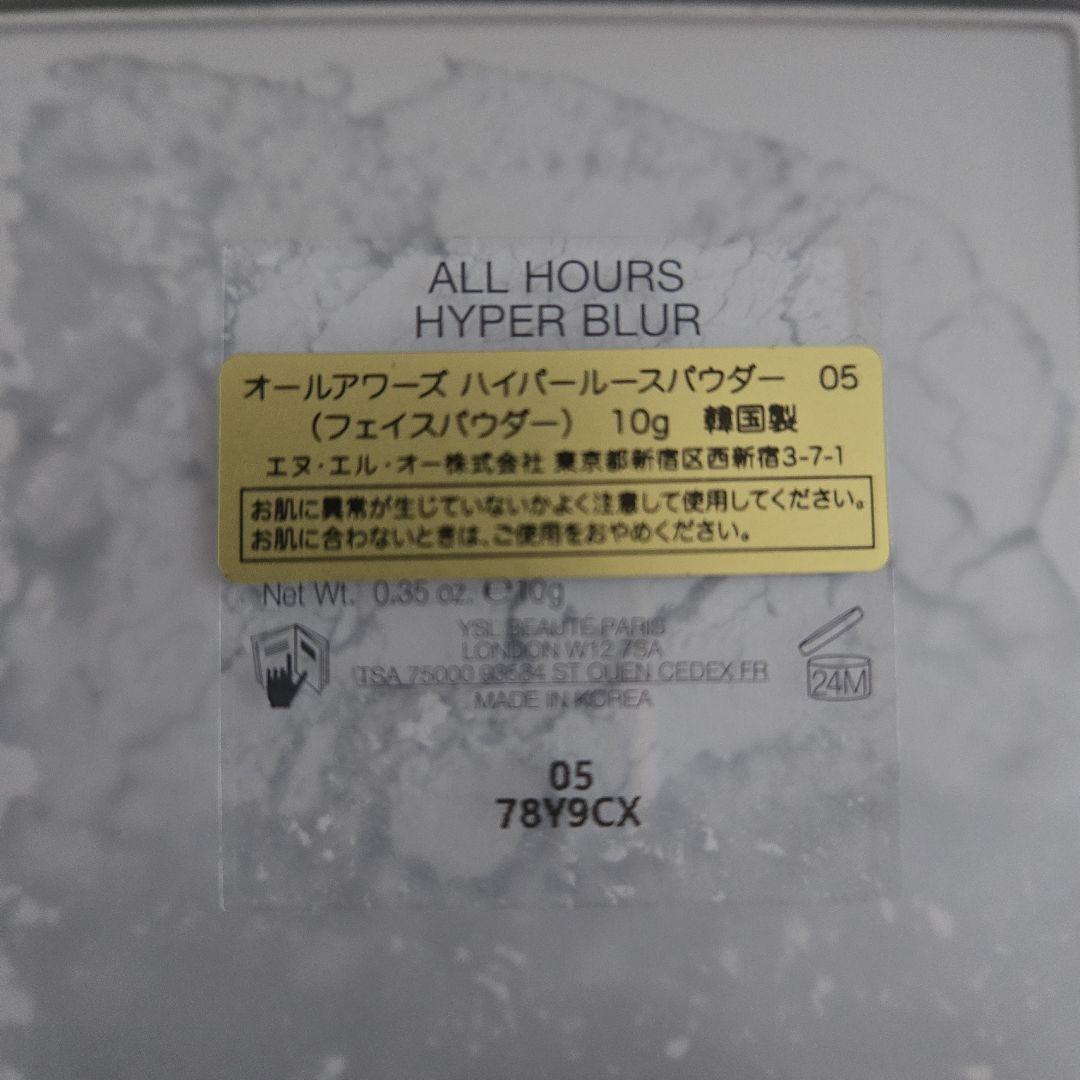 ALL HOURS
HYPER BLUR
オールアワーズ ハイパールースパウダー 05
(フェイスパウダー) 10g 韓国製
エヌ・エル・オー株式会社 東京都新宿区西新宿3-7-1
お肌に異常が生じていないかよく注意して使用してください。
お肌に合わないときは、ご使用をおやめください。
Net Wt. 0.35 oz. ℮ 10g
YSL BEAUTÉ PARIS
LONDON W12 7SA
TSA 75000 93584 ST OUEN CEDEX FR
MADE IN KOREA
24M
05
78Y9CX